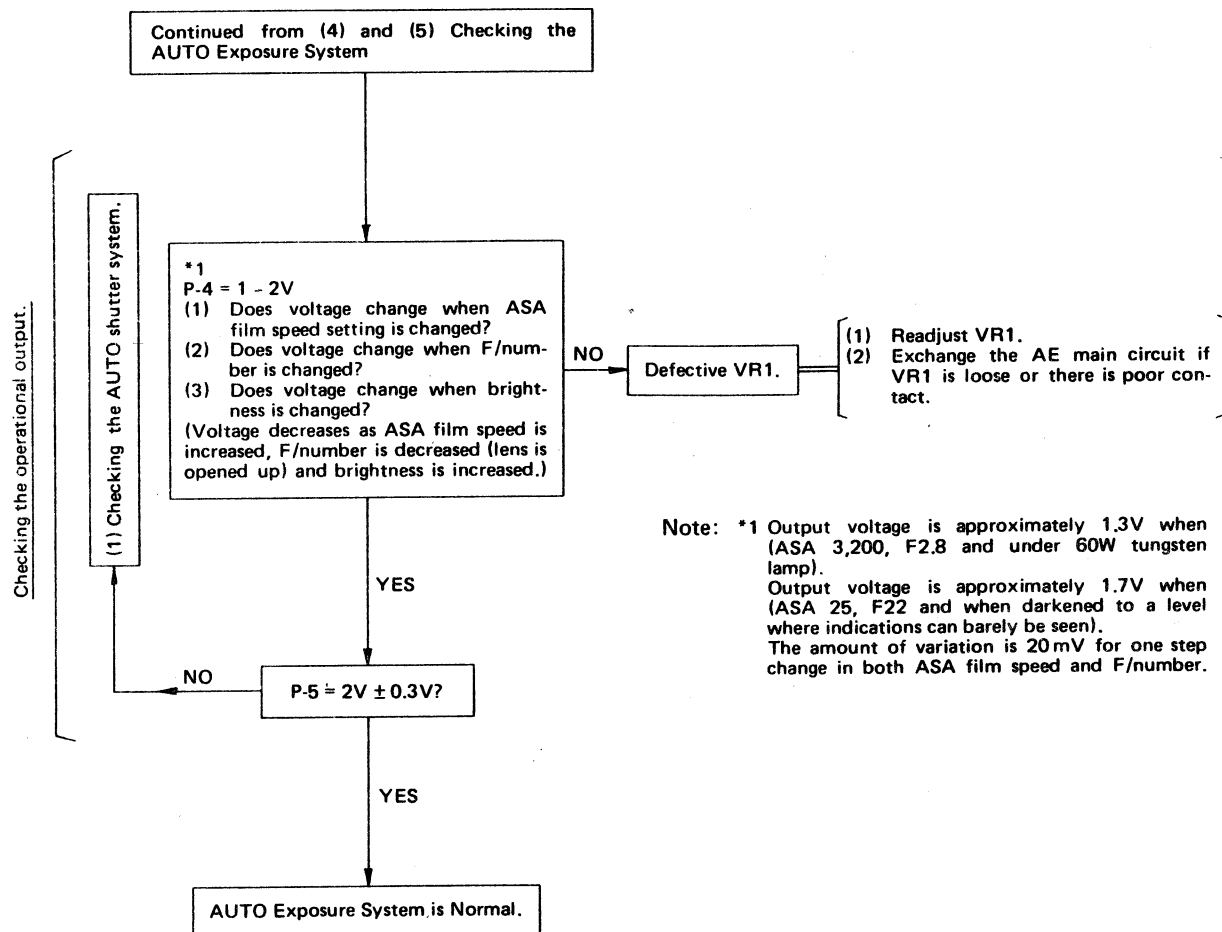 Continued from (4) and (5) Checking the
AUTO Exposure System
Checking the operational output.
(1) Checking the AUTO shutter system.
*1
P-4 = 1 – 2V
(1) Does voltage change when ASA
film speed setting is changed?
(2) Does voltage change when F/num-
ber is changed?
(3) Does voltage change when bright-
ness is changed?
(Voltage decreases as ASA film speed is
increased, F/number is decreased (lens is
opened up) and brightness is increased.)
NO
Defective VR1.
(1) Readjust VR1.
(2) Exchange the AE main circuit if
VR1 is loose or there is poor con-
tact.
Note: *1 Output voltage is approximately 1.3V when
(ASA 3,200, F2.8 and under 60W tungsten
lamp).
Output voltage is approximately 1.7V when
(ASA 25, F22 and when darkened to a level
where indications can barely be seen).
The amount of variation is 20mV for one step
change in both ASA film speed and F/number.
YES
NO
P-5 ≒ 2V ± 0.3V?
YES
AUTO Exposure System is Normal.